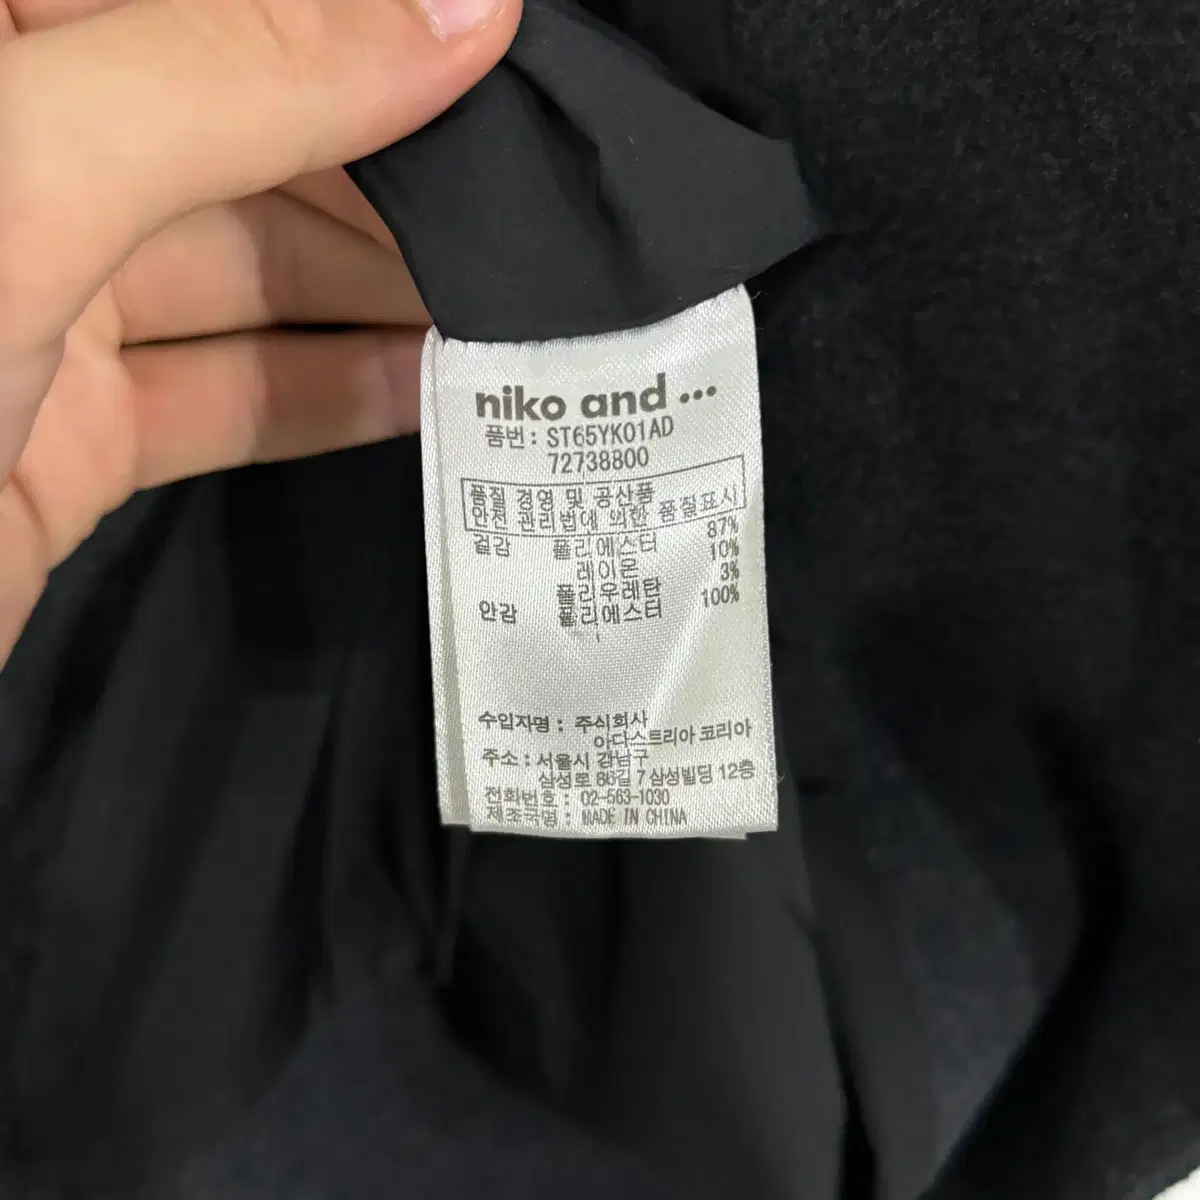 niko and ...
품번 : ST65YK01AD
72738800
품질 경영 및 공산품
안전 관리법에 의한 품질표시
겉감 폴리에스터 87%
레이온 10%
폴리우레탄 3%
안감 폴리에스터 100%
수입자명 : 주식회사
아다스트리아 코리아
주소 : 서울시 강남구
삼성로 86길 7 삼성빌딩 12층
전화번호 : 02-563-1030
제조국명 : MADE IN CHINA